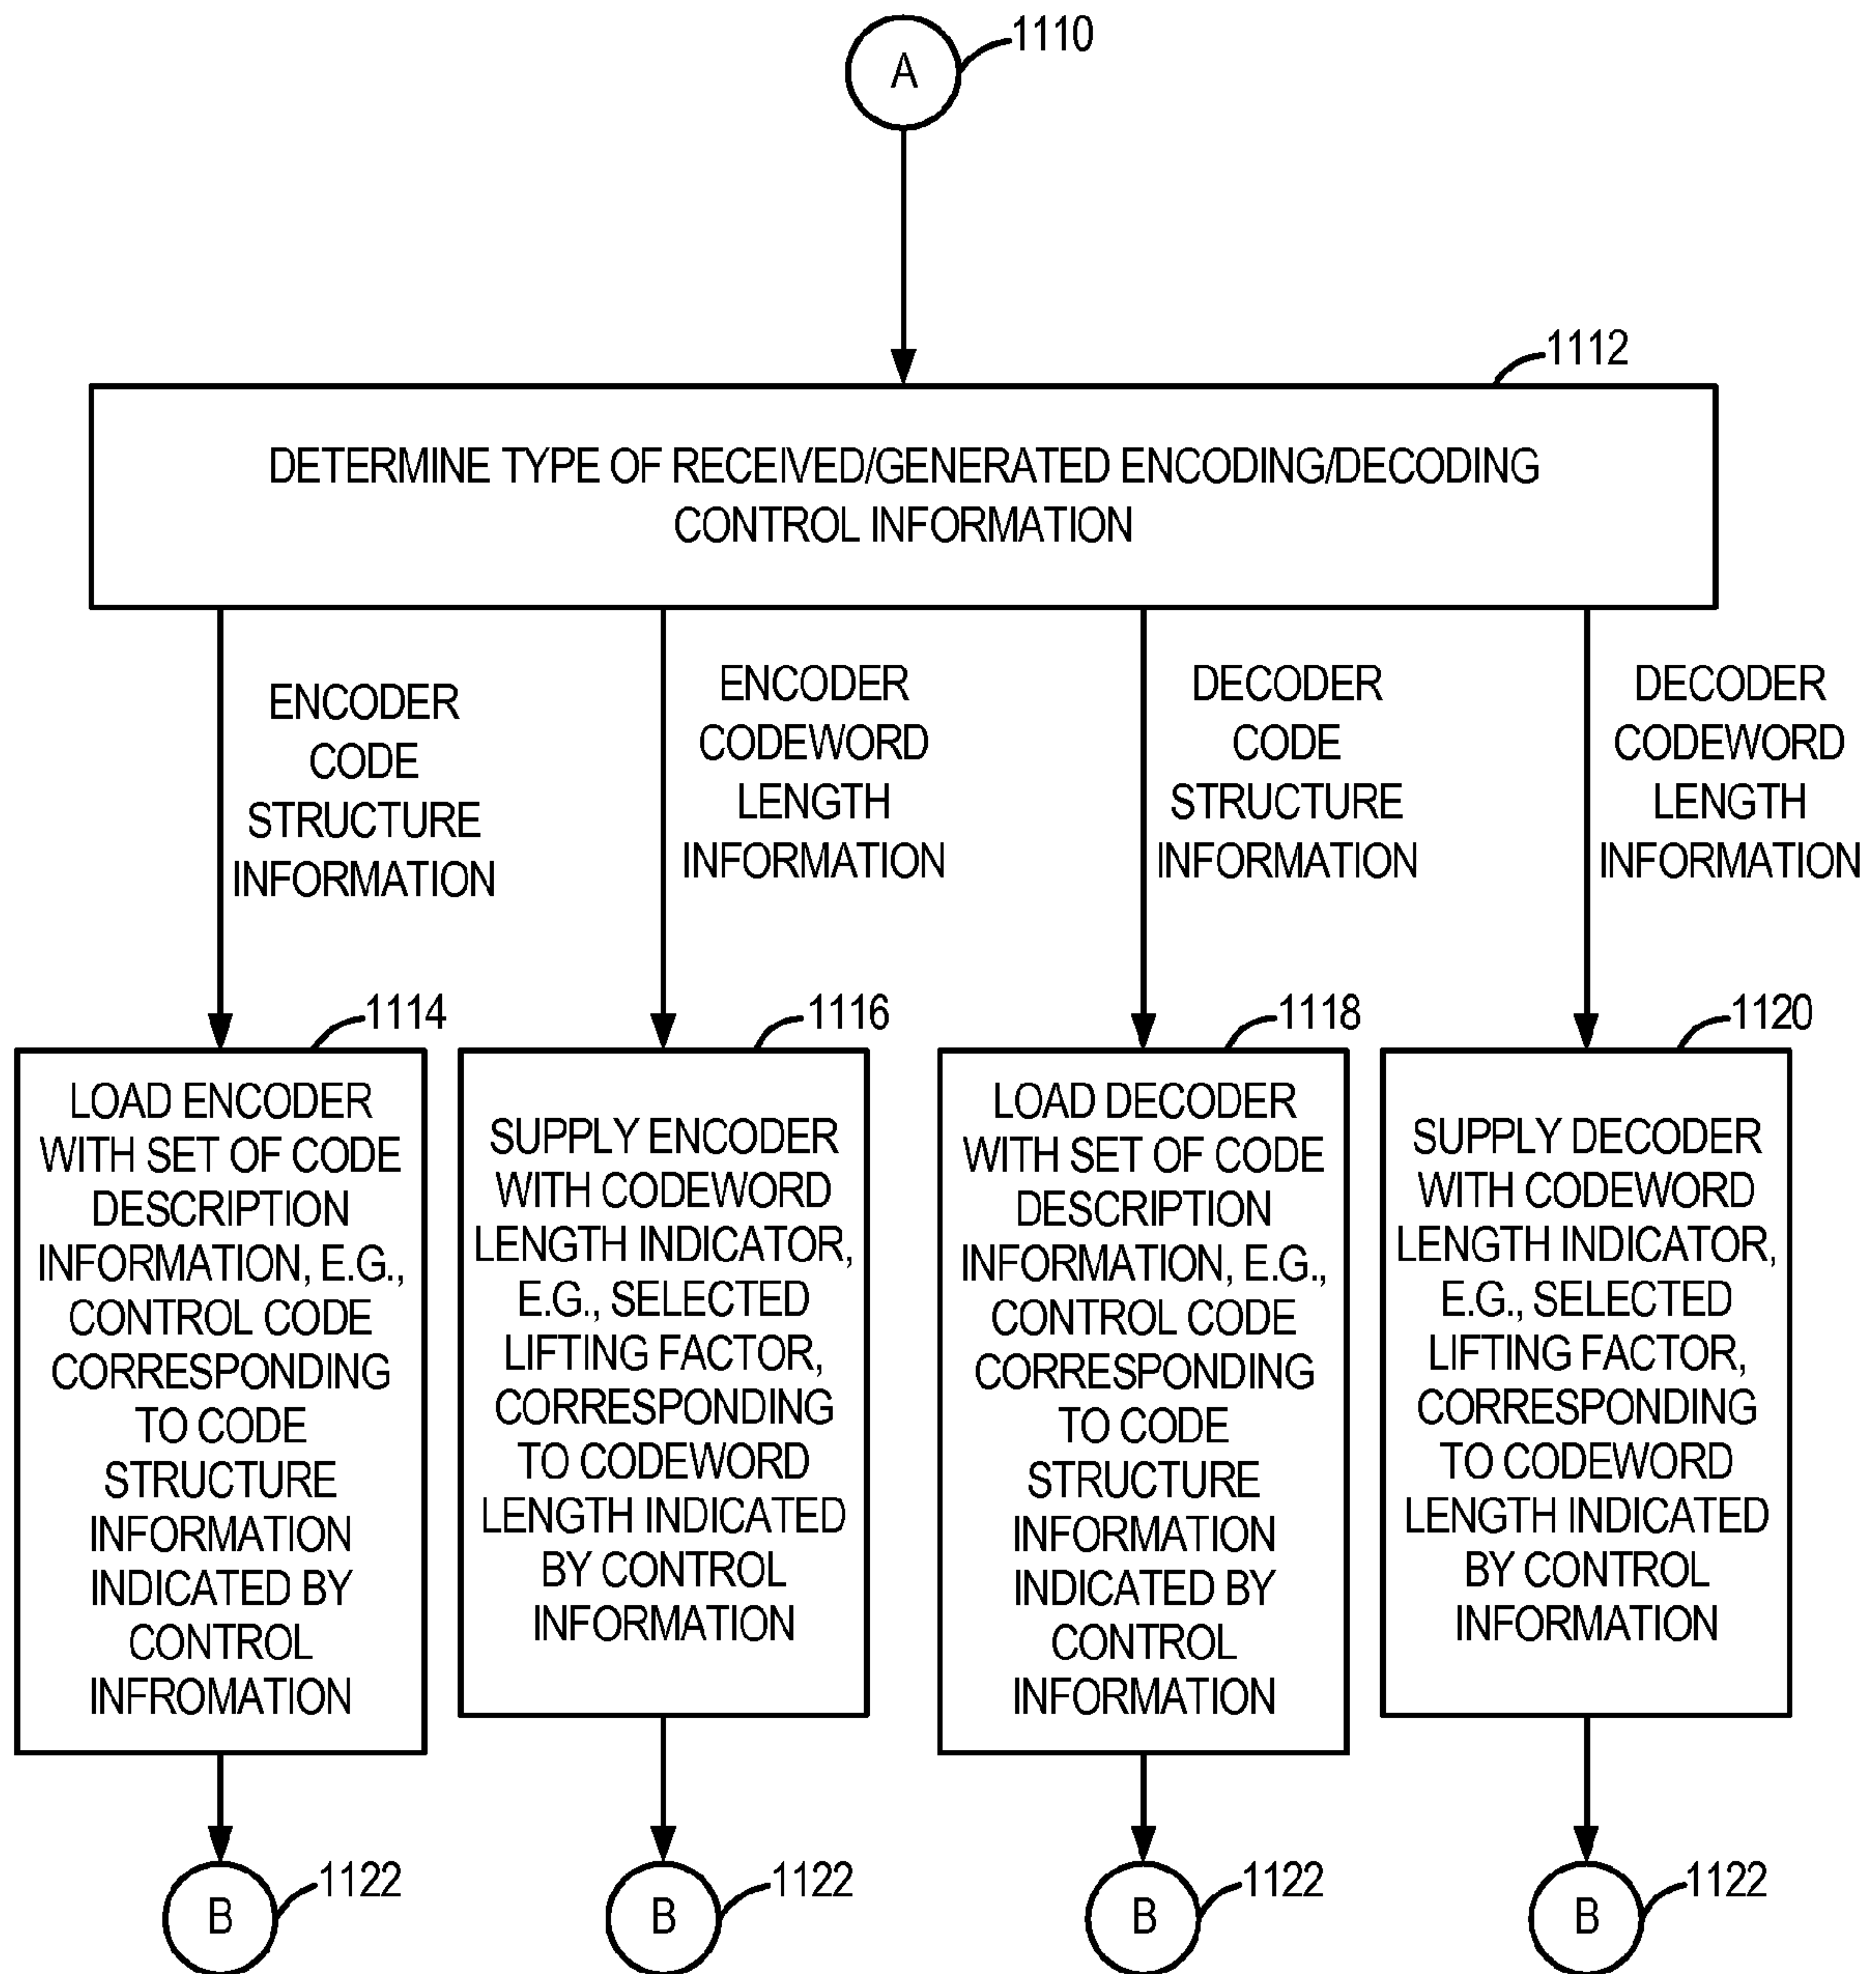 A
1110
1112
DETERMINE TYPE OF RECEIVED/GENERATED ENCODING/DECODING
CONTROL INFORMATION
ENCODER
CODE
STRUCTURE
INFORMATION
ENCODER
CODEWORD
LENGTH
INFORMATION
DECODER
CODE
STRUCTURE
INFORMATION
DECODER
CODEWORD
LENGTH
INFORMATION
1114
LOAD ENCODER
WITH SET OF CODE
DESCRIPTION
INFORMATION, E.G.,
CONTROL CODE
CORRESPONDING
TO CODE
STRUCTURE
INFORMATION
INDICATED BY
CONTROL
INFROMATION
1116
SUPPLY ENCODER
WITH CODEWORD
LENGTH INDICATOR,
E.G., SELECTED
LIFTING FACTOR,
CORRESPONDING
TO CODEWORD
LENGTH INDICATED
BY CONTROL
INFORMATION
1118
LOAD DECODER
WITH SET OF CODE
DESCRIPTION
INFORMATION, E.G.,
CONTROL CODE
CORRESPONDING
TO CODE
STRUCTURE
INFORMATION
INDICATED BY
CONTROL
INFORMATION
1120
SUPPLY DECODER
WITH CODEWORD
LENGTH INDICATOR,
E.G., SELECTED
LIFTING FACTOR,
CORRESPONDING
TO CODEWORD
LENGTH INDICATED
BY CONTROL
INFORMATION
B
1122
B
1122
B
1122
B
1122